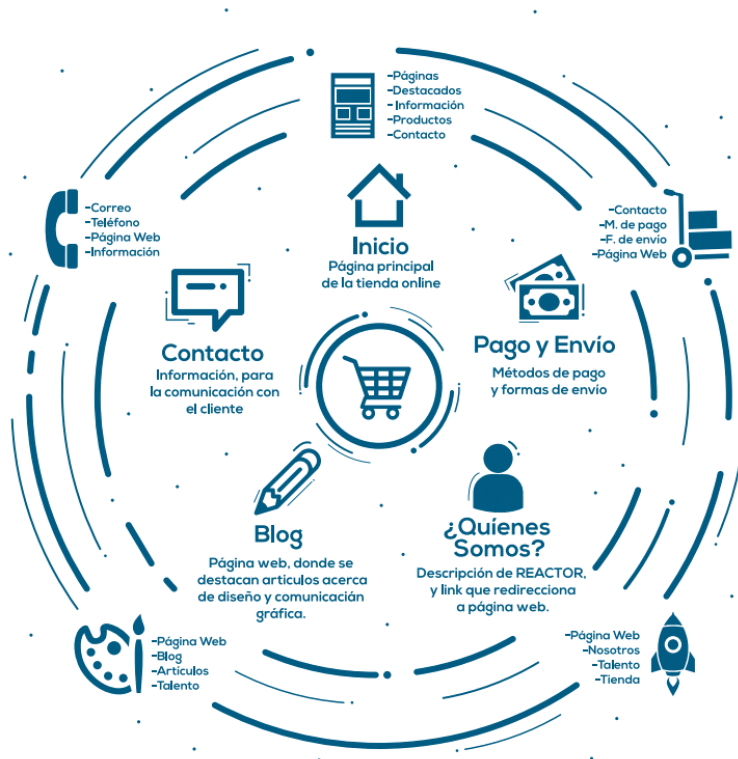 -Páginas
-Destacados
- Información
-Productos
-Contacto
-Correo
-Teléfono
-Página Web
-Información
-Contacto
-M. de pago
-F. de envío
-Página Web
Inicio
Página principal
de la tienda online
Contacto
Información, para
la comunicación con
el cliente
Pago y Envío
Métodos de pago
y formas de envío
Blog
Página web, donde se
destacan articulos acerca
de diseño y comunicacián
gráfica.
¿Quíenes
Somos?
Descripción de REACTOR,
y link que redirecciona
a página web.
-Página Web
-Blog
-Artículos
-Talento
-Página Web
-Nosotros
-Talento
-Tienda